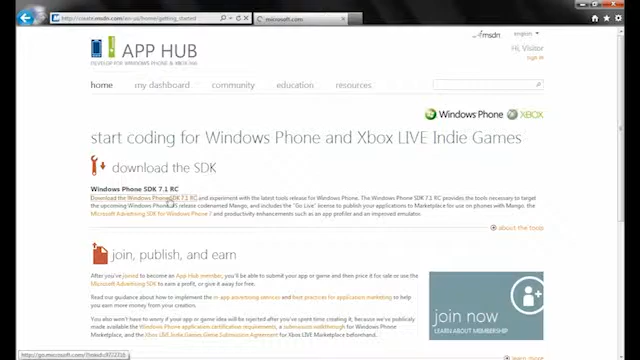 http://create.msdn.com/en-us/home/getting_started
microsoft.com
msdn
english
APP HUB
Hi, Visitor
DEVELOP FOR WINDOWS PHONE & XBOX 360
sign in
home my dashboard community education resources
Windows Phone XBOX
start coding for Windows Phone and Xbox LIVE Indie Games
download the SDK
Windows Phone SDK 7.1 RC
Download the Windows Phone SDK 7.1 RC and experiment with the latest tools release for Windows Phone. The Windows Phone SDK 7.1 RC provides the tools necessary to target
the upcoming Windows Phone OS release codenamed Mango, and includes the "Go Live" license to publish your applications to Marketplace for use on phones with Mango, the
Microsoft Advertising SDK for Windows Phone 7 and productivity enhancements such as an app profiler and an improved emulator.
about the tools
join, publish, and earn
After you've joined to become an App Hub member, you'll be able to submit your app or game and then price it for sale or use the
Microsoft Advertising SDK to earn a profit, or give it away for free.
Read our guidance about how to implement the in-app advertising services and best practices for application marketing to help
you earn more money from your creation.
You also won't have to worry if your app or game idea will be rejected after you've spent time creating it, because we've publicly
made available the Windows Phone application certification requirements, a submission walkthrough for Windows Phone
Marketplace, and the Xbox LIVE Indie Game Submission Agreement for Xbox LIVE Marketplace beforehand.
join now
LEARN ABOUT MEMBERSHIP
learn more